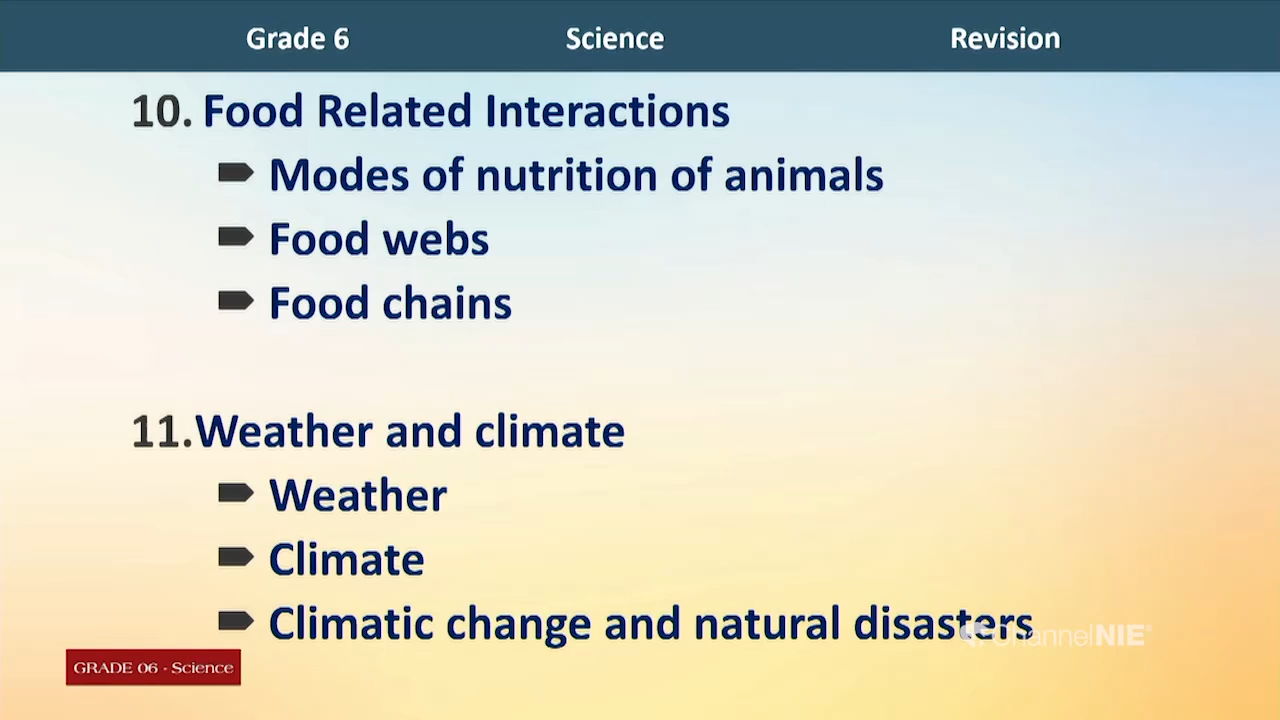 Grade 6 Science Revision
10. Food Related Interactions
Modes of nutrition of animals
Food webs
Food chains
11.Weather and climate
Weather
Climate
Climatic change and natural disasters
ChannelNIE
GRADE 06 - Science